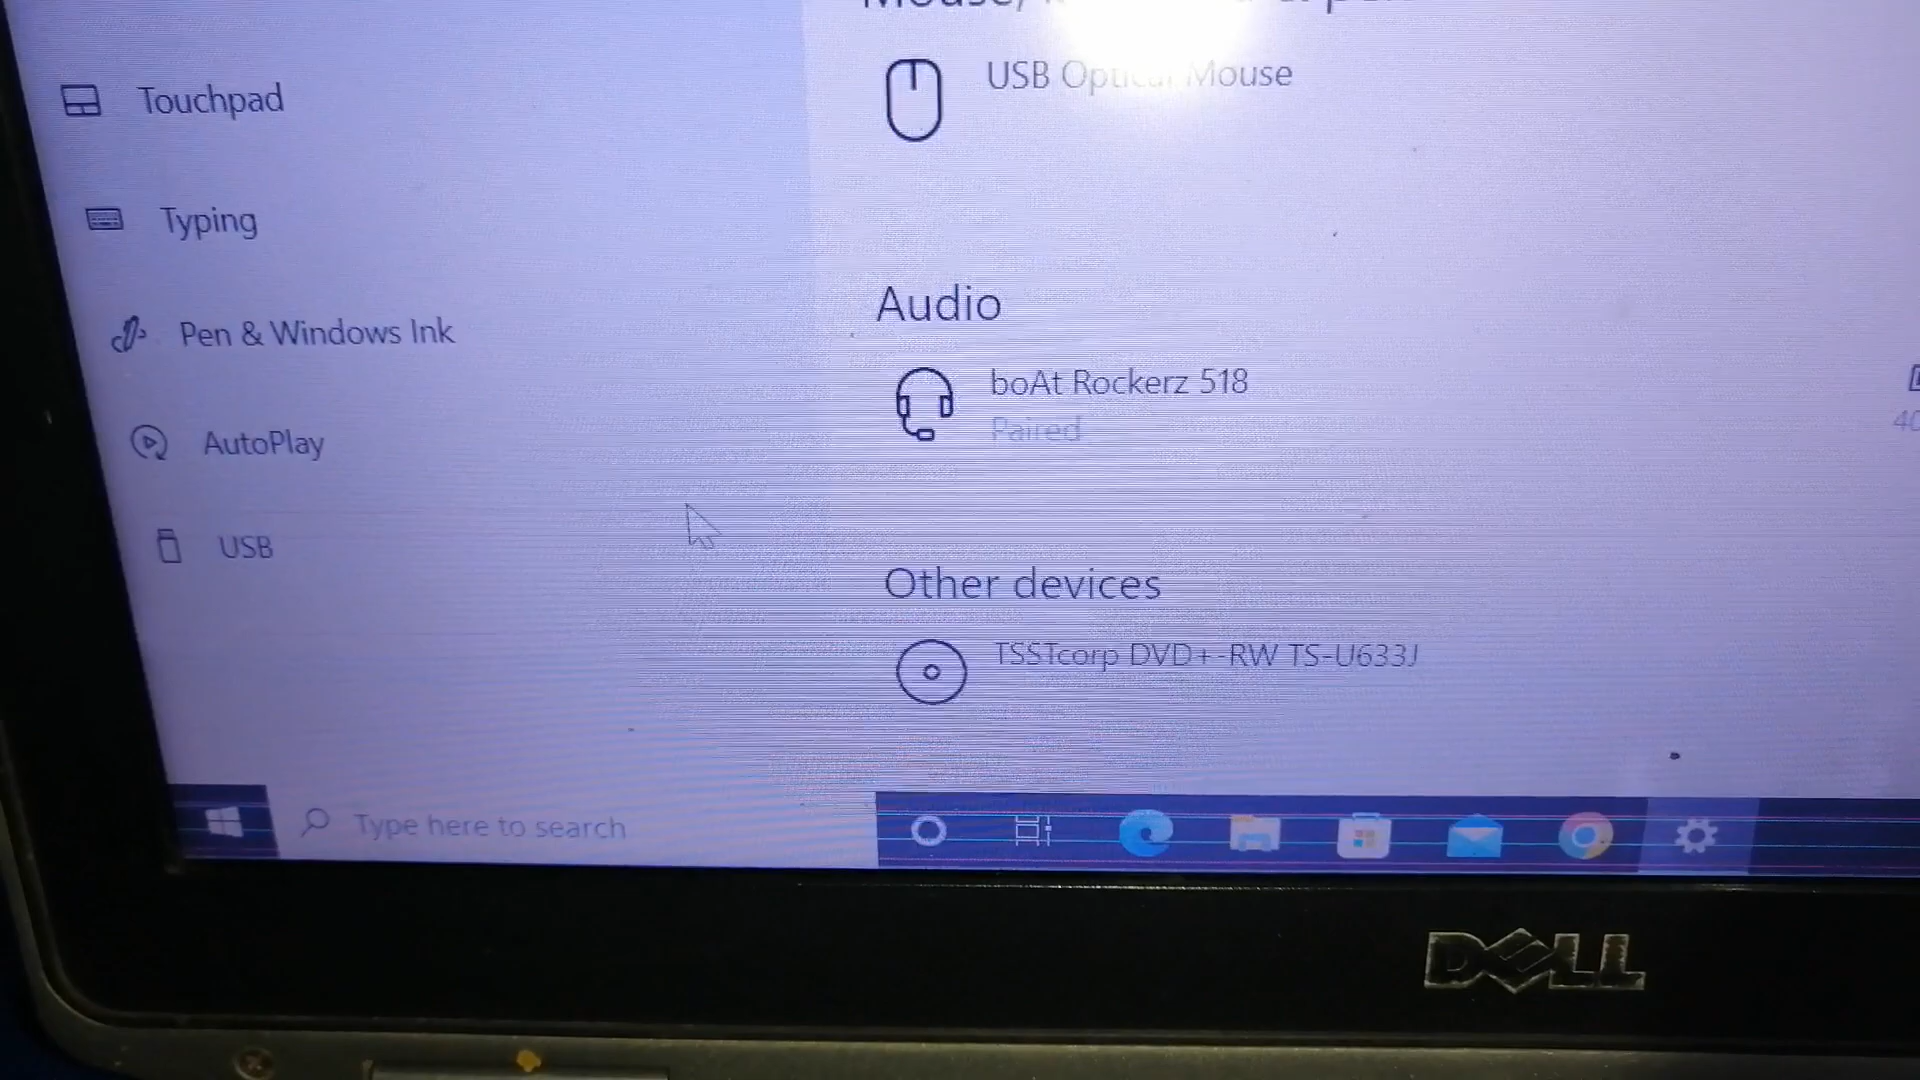 Touchpad
Typing
Pen & Windows Ink
AutoPlay
USB
USB Optical Mouse
Audio
boAt Rockerz 518
Paired
Other devices
TSSTcorp DVD+-RW TS-U633J
Type here to search
DELL